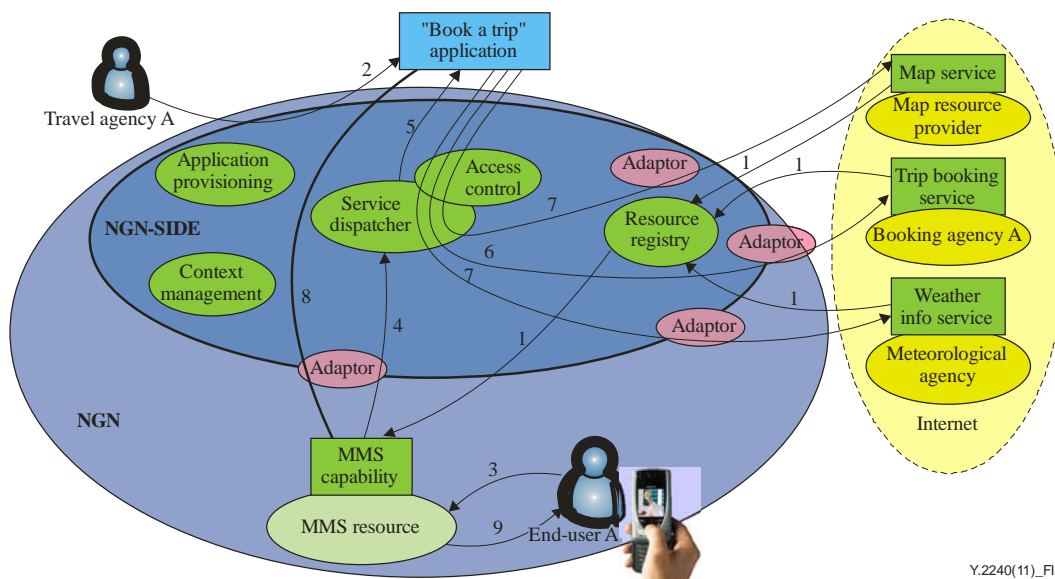 "Book a trip"
application
2
Travel agency A
Map service
Map resource
provider
5
Application
provisioning
Access
control
Adaptor
1
1
Trip booking
service
Service
dispatcher
7
Resource
registry
NGN-SIDE
6
Adaptor
Booking agency A
Context
management
7
8
4
1
Adaptor
1
Weather
info service
Adaptor
Meteorological
agency
NGN
Internet
MMS
capability
3
MMS resource
9
End-user A
Y.2240(11)_FI